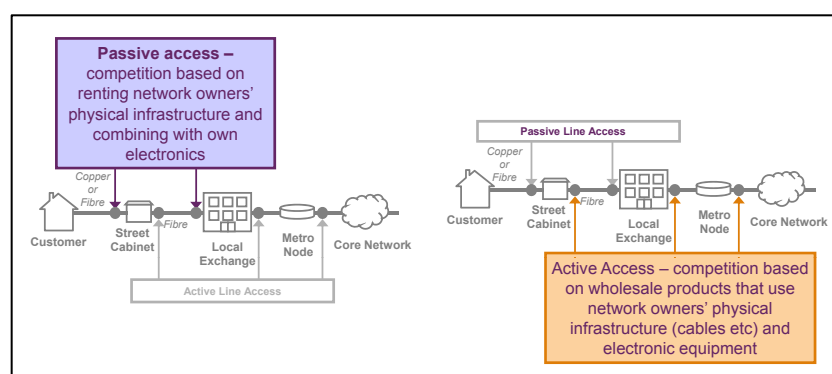 Passive access –
competition based on
renting network owners'
physical infrastructure and
combining with own
electronics
Copper
or
Fibre
Fibre
Customer
Street
Cabinet
Local
Exchange
Metro
Node
Core Network
Active Line Access
Passive Line Access
Copper
or
Fibre
Fibre
Customer
Street
Cabinet
Local
Exchange
Metro
Node
Core Network
Active Access – competition based
on wholesale products that use
network owners' physical
infrastructure (cables etc) and
electronic equipment